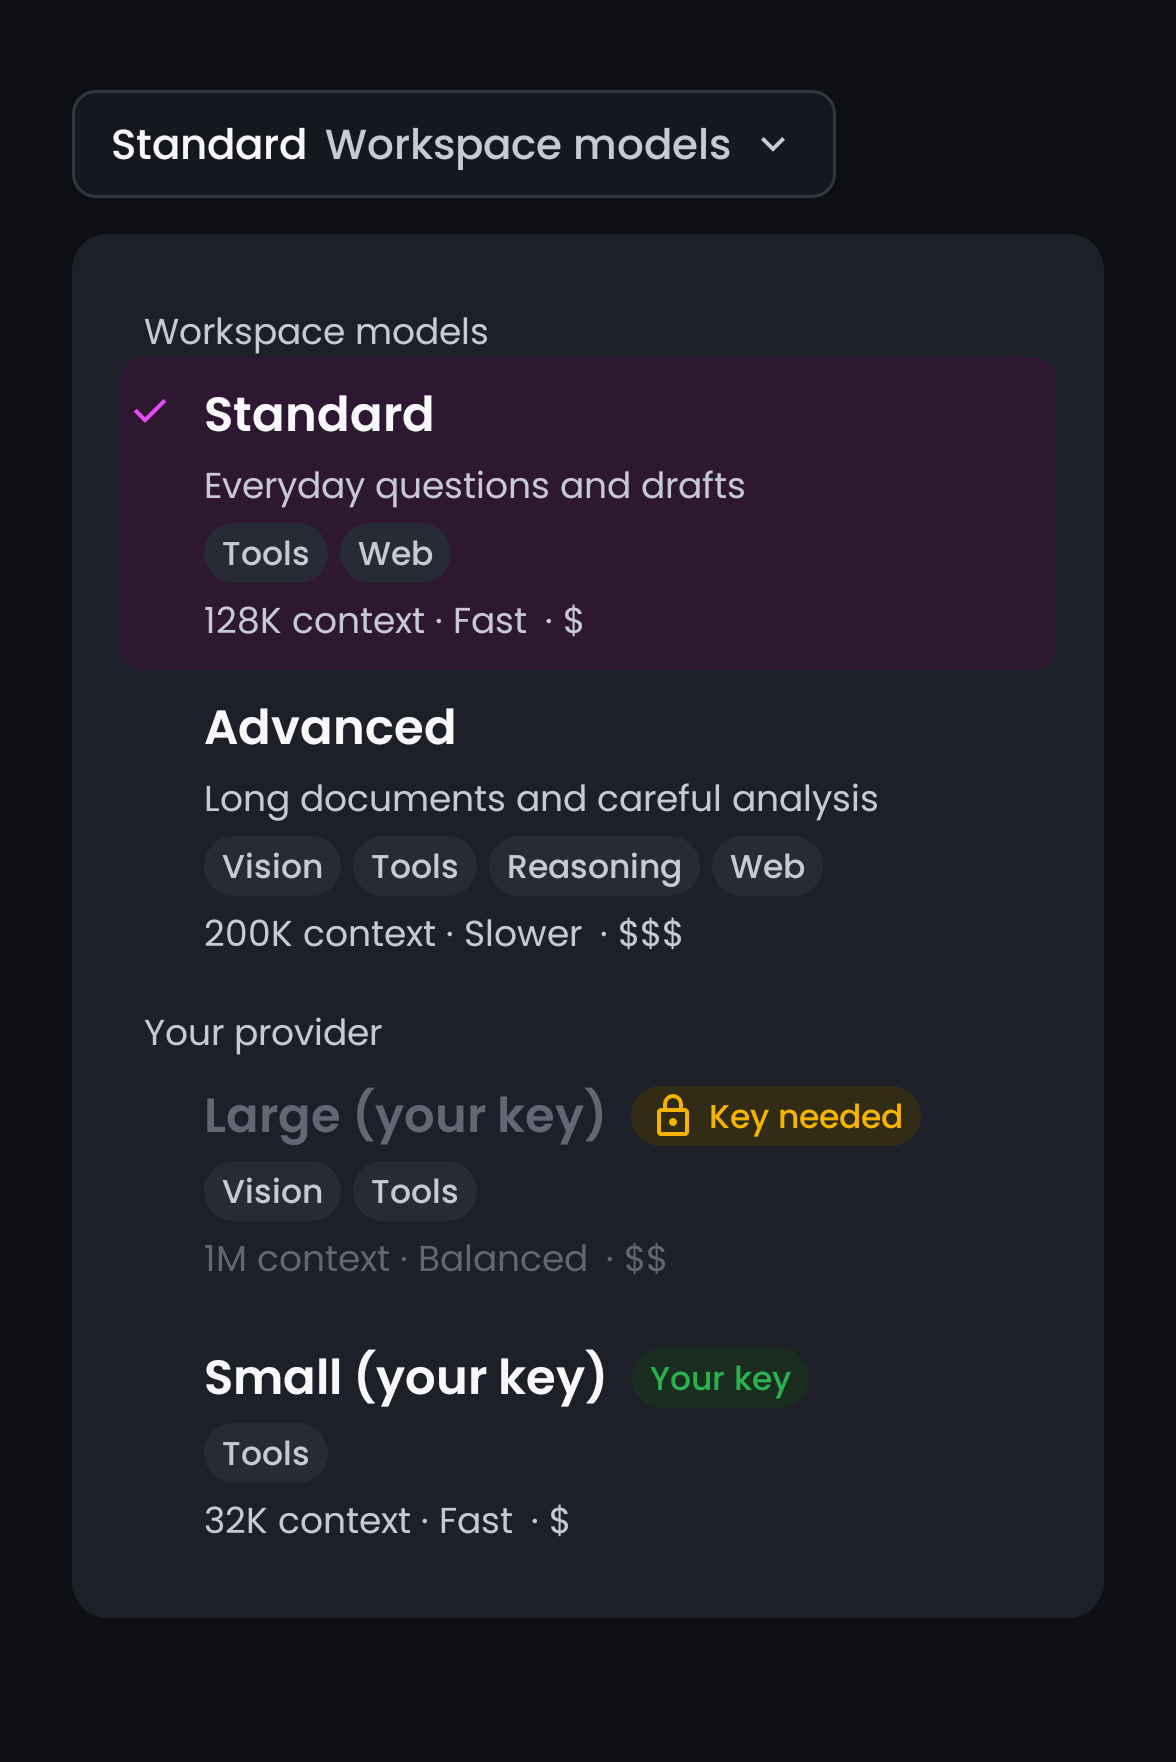 Standard Workspace models
Workspace models
Standard
Everyday questions and drafts
Tools Web
128K context · Fast · $
Advanced
Long documents and careful analysis
Vision Tools Reasoning Web
200K context · Slower · $$$
Your provider
Large (your key) Key needed
Vision Tools
1M context · Balanced · $$
Small (your key) Your key
Tools
32K context · Fast · $